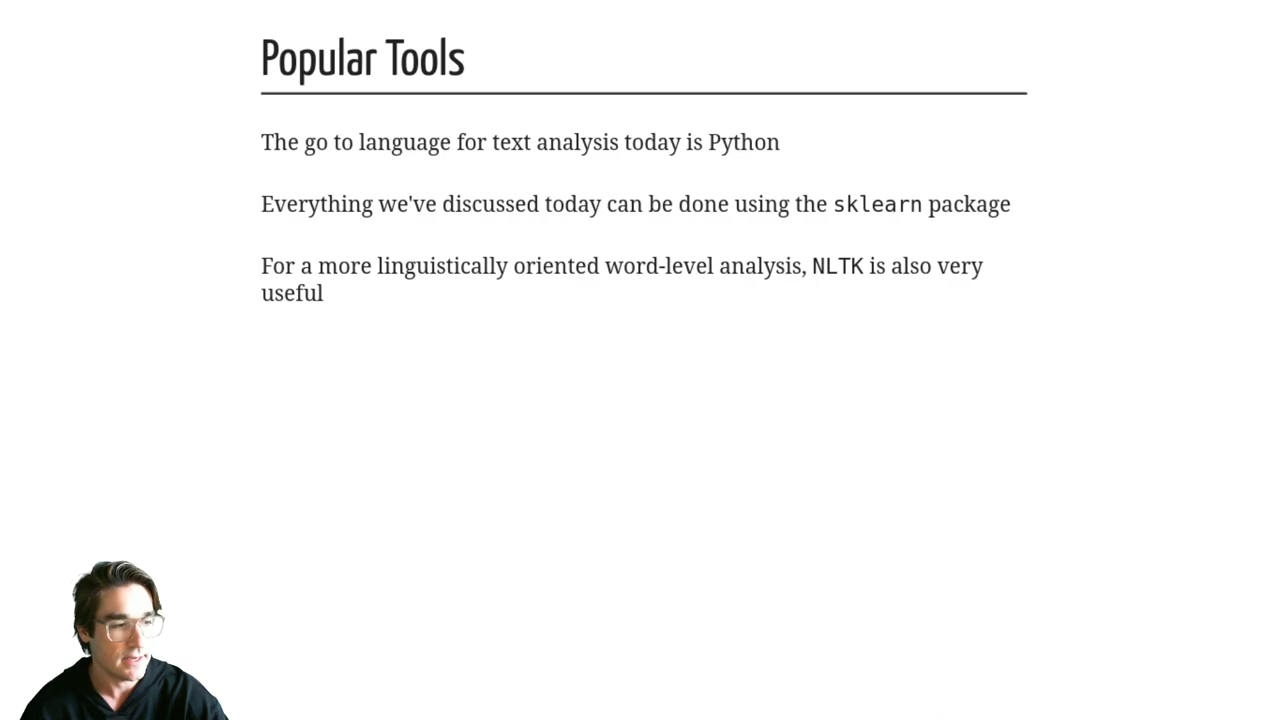 Popular Tools
The go to language for text analysis today is Python
Everything we've discussed today can be done using the sklearn package
For a more linguistically oriented word-level analysis, NLTK is also very
useful